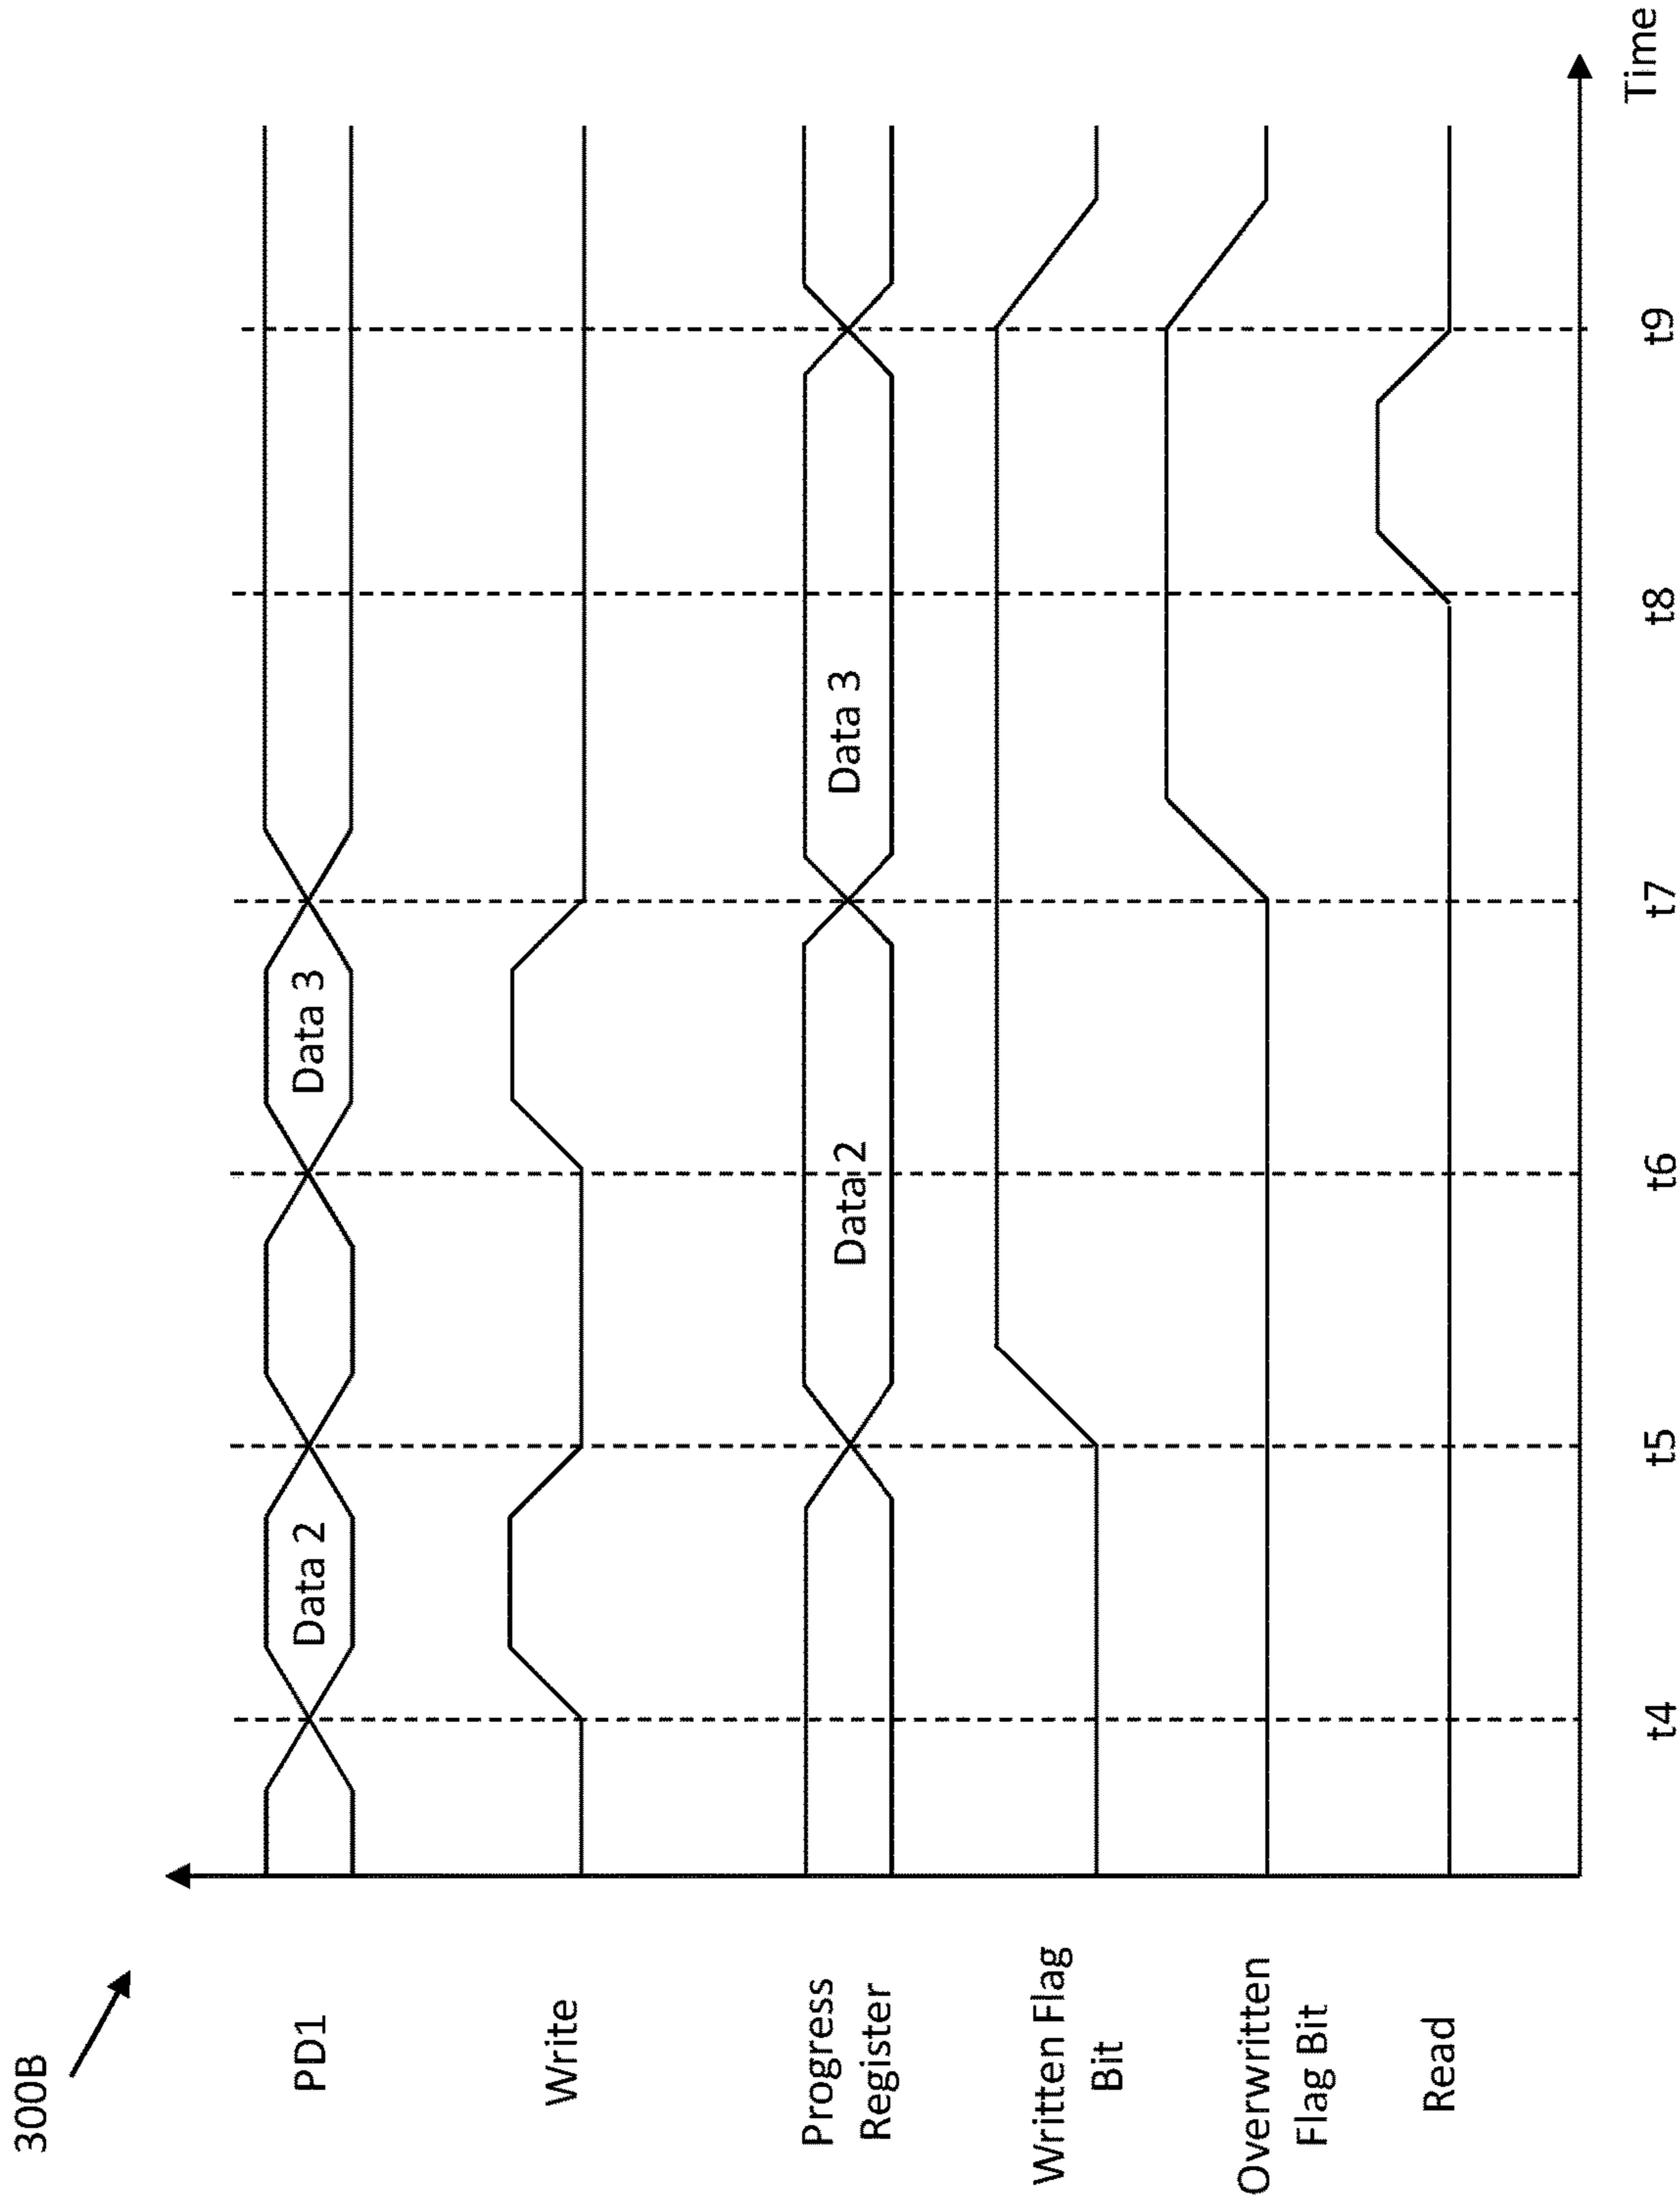 300B
PD1
Data 2
Data 3
Write
Progress
Register
Data 2
Data 3
Written Flag
Bit
Overwritten
Flag Bit
Read
t4
t5
t6
t7
t8
t9
Time